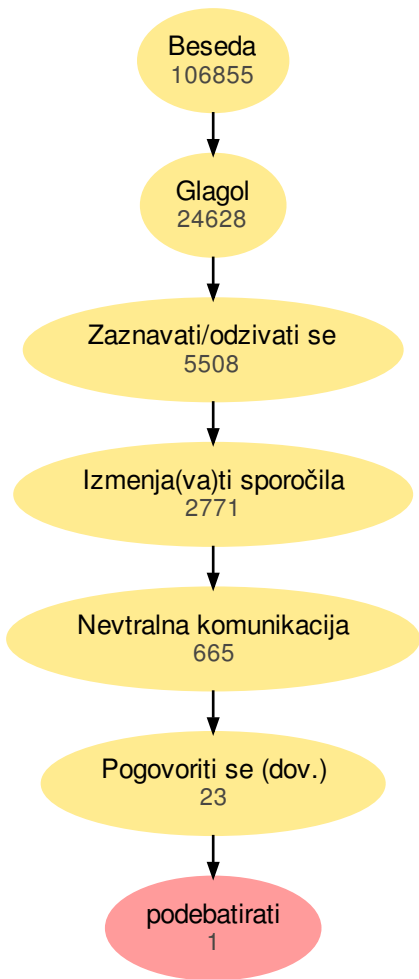 Beseda
106855
Glagol
24628
Zaznavati/odzivati se
5508
Izmenja(va)ti sporočila
2771
Nevtralna komunikacija
665
Pogovoriti se (dov.)
23
podebatirati
1